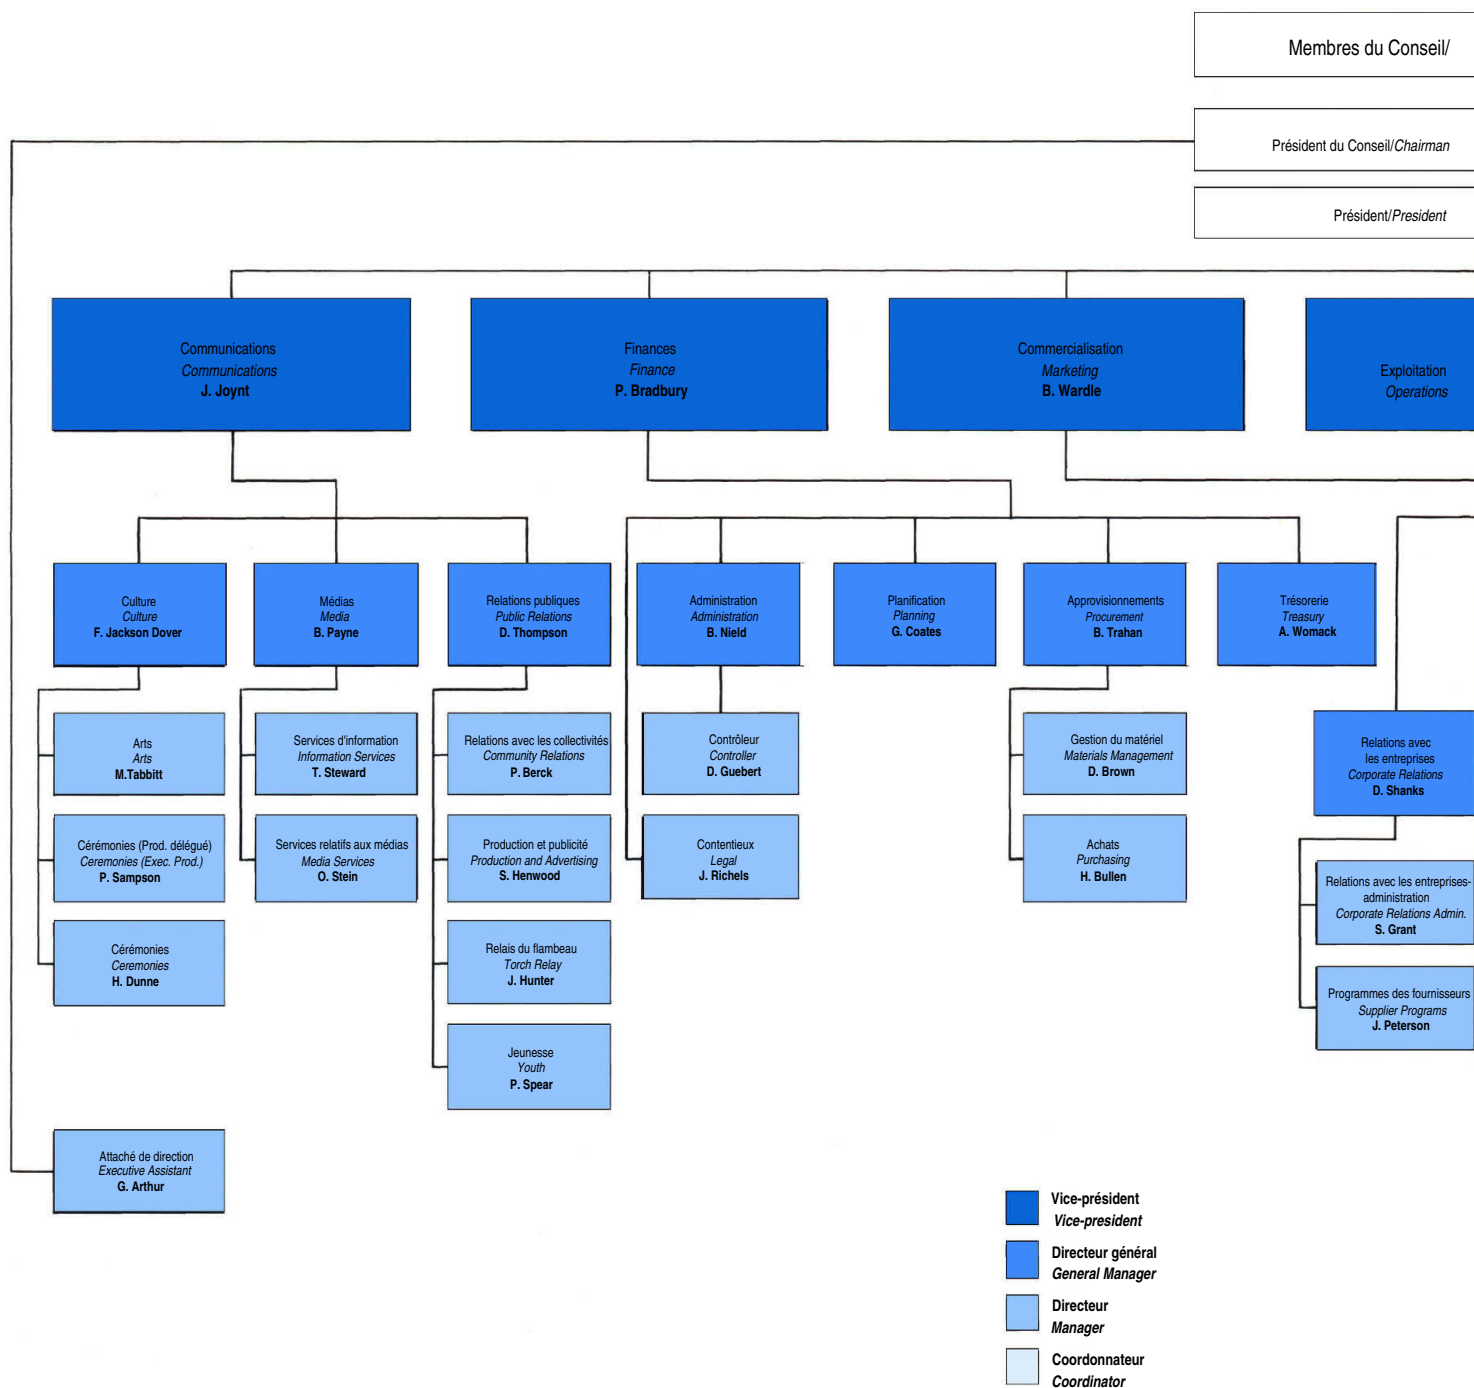 Membres du Conseil/
Président du Conseil/Chairman
Président/President
Communications
Communications
J. Joynt
Finances
Finance
P. Bradbury
Commercialisation
Marketing
B. Wardle
Exploitation
Operations
Culture
Culture
F. Jackson Dover
Médias
Media
B. Payne
Relations publiques
Public Relations
D. Thompson
Administration
Administration
B. Nield
Planification
Planning
G. Coates
Approvisionnements
Procurement
B. Trahan
Trésorerie
Treasury
A. Womack
Arts
Arts
M.Tabbitt
Services d'information
Information Services
T. Steward
Relations avec les collectivités
Community Relations
P. Berck
Contrôleur
Controller
D. Guebert
Gestion du matériel
Materials Management
D. Brown
Relations avec
les entreprises
Corporate Relations
D. Shanks
Cérémonies (Prod. délégué)
Ceremonies (Exec. Prod.)
P. Sampson
Services relatifs aux médias
Media Services
O. Stein
Production et publicité
Production and Advertising
S. Henwood
Contentieux
Legal
J. Richels
Achats
Purchasing
H. Bullen
Relations avec les entreprises-
administration
Corporate Relations Admin.
S. Grant
Cérémonies
Ceremonies
H. Dunne
Relais du flambeau
Torch Relay
J. Hunter
Programmes des fournisseurs
Supplier Programs
J. Peterson
Jeunesse
Youth
P. Spear
Attaché de direction
Executive Assistant
G. Arthur
Vice-président
Vice-president
Directeur général
General Manager
Directeur
Manager
Coordonnateur
Coordinator